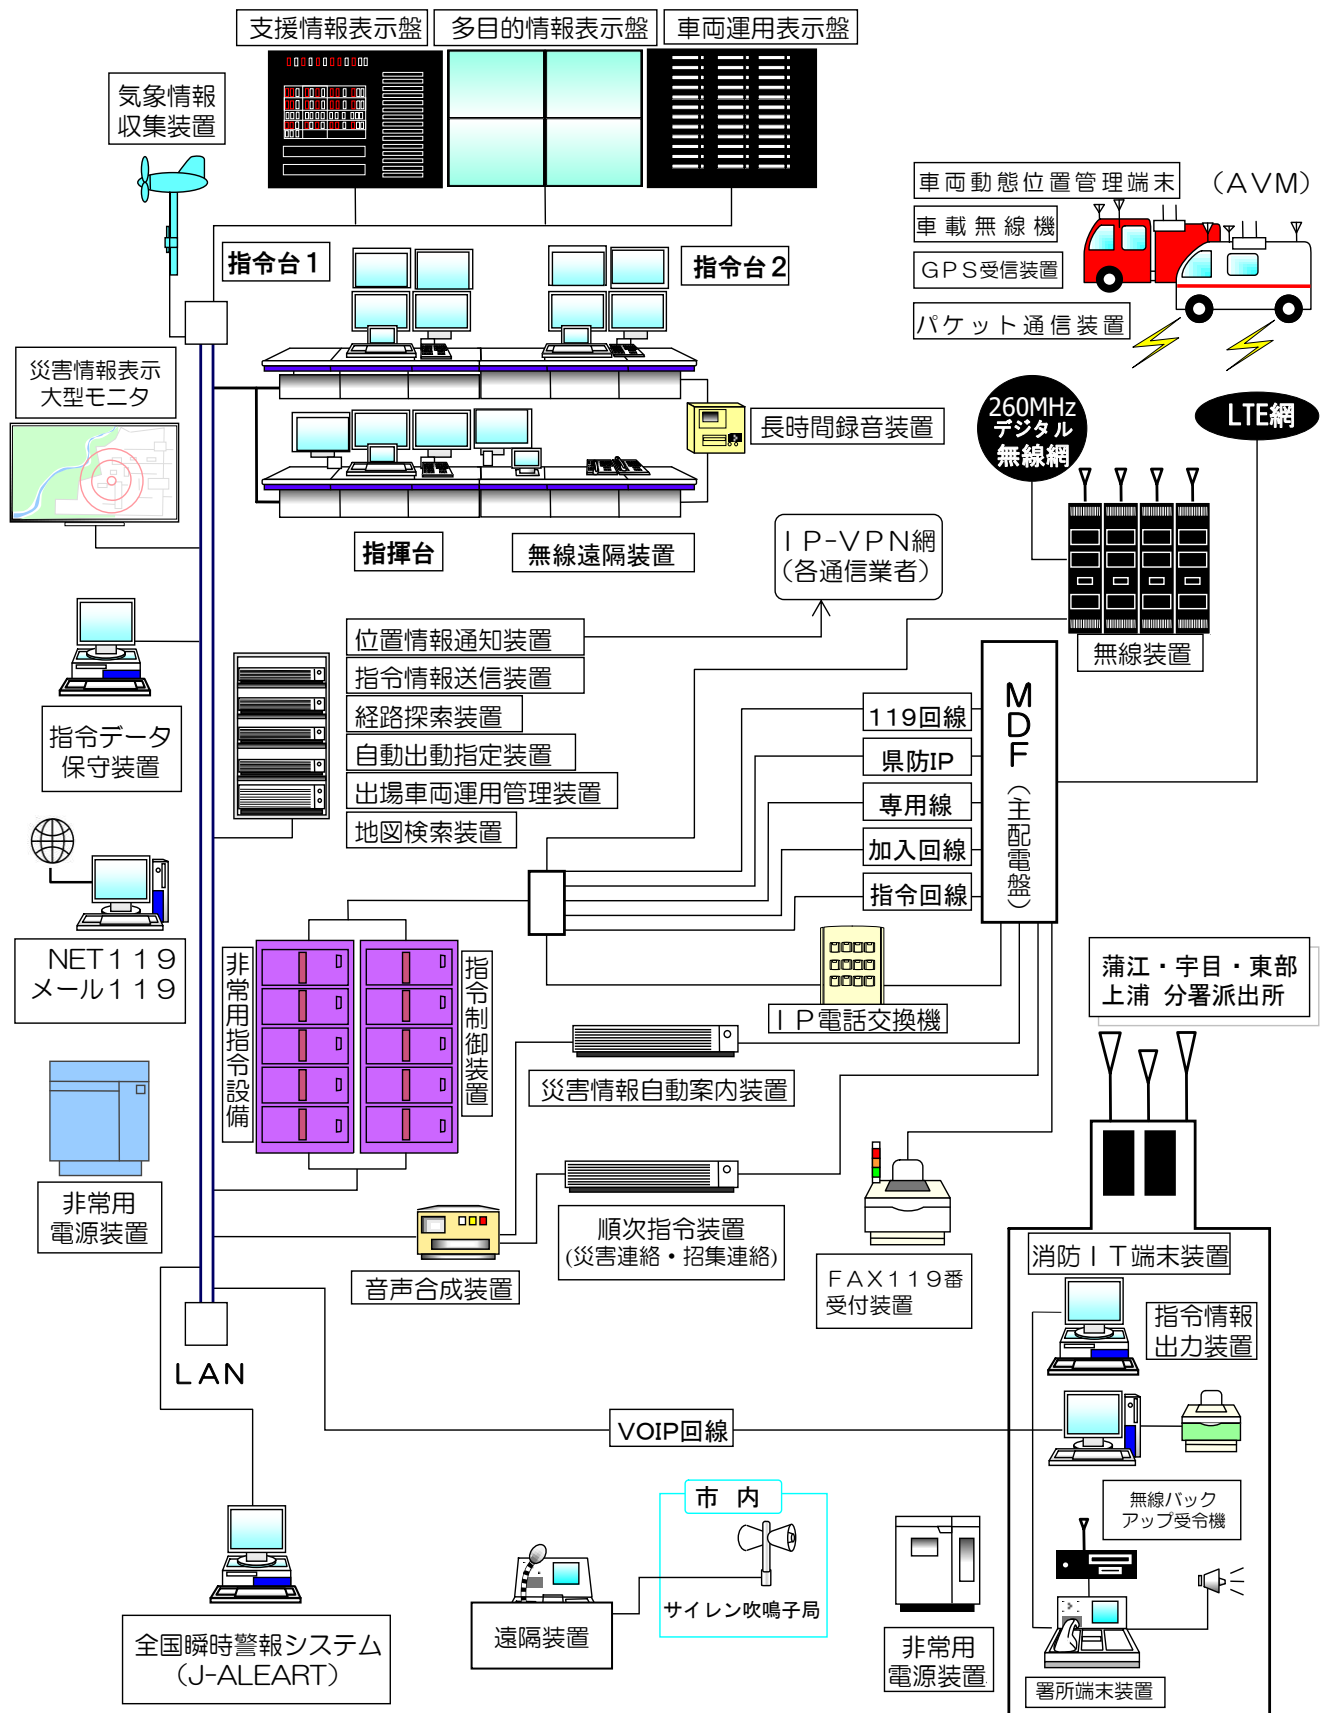 支援情報表示盤
多目的情報表示盤
車両運用表示盤
気象情報
収集装置
車両動態位置管理端末
(AVM)
車載無線機
GPS受信装置
パケット通信装置
指令台1
指令台2
災害情報表示
大型モニタ
長時間録音装置
260MHz
デジタル
無線網
LTE網
指揮台
無線遠隔装置
IP-VPN網
(各通信業者)
無線装置
位置情報通知装置
指令情報送信装置
経路探索装置
自動出動指定装置
出場車両運用管理装置
地図検索装置
指令データ
保守装置
MDF(主配電盤)
119回線
県防IP
専用線
加入回線
指令回線
NET119
メール119
非常用指令設備
指令制御装置
IP電話交換機
蒲江・宇目・東部
上浦 分署派出所
災害情報自動案内装置
非常用
電源装置
順次指令装置
(災害連絡・招集連絡)
音声合成装置
FAX119番
受付装置
消防IT端末装置
指令情報
出力装置
LAN
VOIP回線
市内
サイレン吹鳴子局
無線バック
アップ受令機
全国瞬時警報システム
(J-ALEART)
遠隔装置
非常用
電源装置
署所端末装置